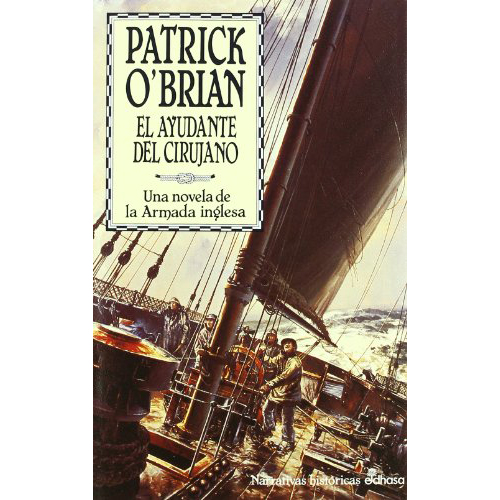 PATRICK
O'BRIAN
EL AYUDANTE
DEL CIRUJANO
Una novela de
la Armada inglesa
Narrativas históricas edhasa